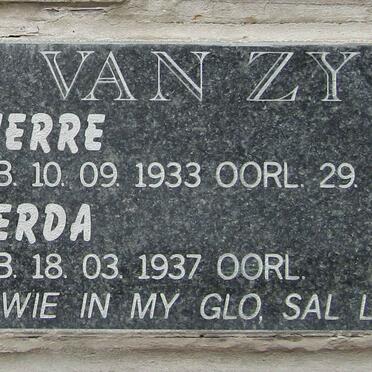 VAN ZY
IERRE
B. 10. 09. 1933 OORL. 29.
ERDA
B. 18. 03. 1937 OORL.
WIE IN MY GLO, SAL L